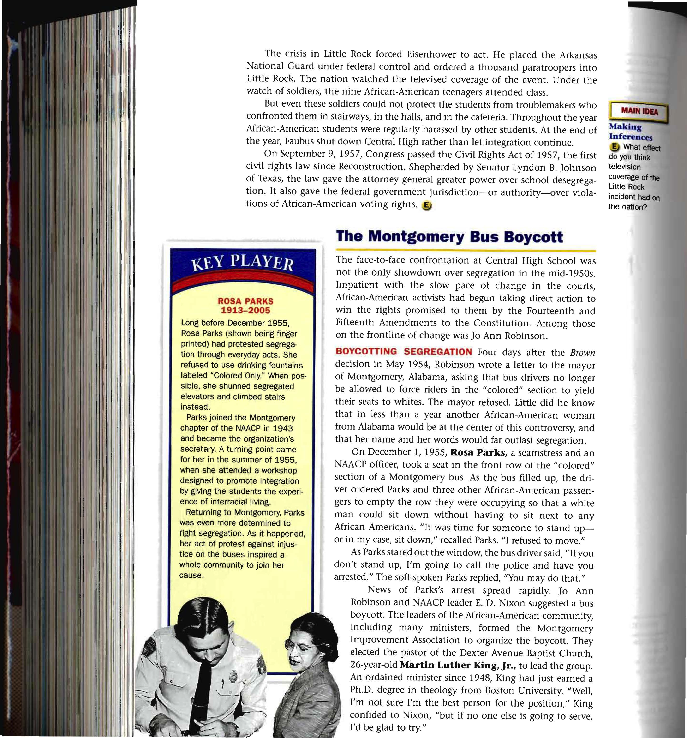 The crisis in Little Rock forced Eisenhower to act. He placed the Arkansas
National Guard under federal control and ordered a thousand paratroopers into
Little Rock. The nation watched the televised coverage of the event. Under the
watch of soldiers, the nine African-American teenagers attended class.
But even these soldiers could not protect the students from troublemakers who
confronted them in stairways, in the halls, and in the cafeteria. Throughout the year
African-American students were regularly harassed by other students. At the end of
the year, Faubus shut down Central High rather than let integration continue.
On September 9, 1957, Congress passed the Civil Rights Act of 1957, the first
civil rights law since Reconstruction. Shepherded by Senator Lyndon B. Johnson
of Texas, the law gave the attorney general greater power over school desegrega-
tion. It also gave the federal government jurisdiction—or authority—over viola-
tions of African-American voting rights. E
MAIN IDEA
Making
Inferences
E What effect
do you think
television
coverage of the
Little Rock
incident had on
the nation?
The Montgomery Bus Boycott
The face-to-face confrontation at Central High School was
not the only showdown over segregation in the mid-1950s.
Impatient with the slow pace of change in the courts,
African-American activists had begun taking direct action to
win the rights promised to them by the Fourteenth and
Fifteenth Amendments to the Constitution. Among those
on the frontline of change was Jo Ann Robinson.
BOYCOTTING SEGREGATION Four days after the Brown
decision in May 1954, Robinson wrote a letter to the mayor
of Montgomery, Alabama, asking that bus drivers no longer
be allowed to force riders in the "colored" section to yield
their seats to whites. The mayor refused. Little did he know
that in less than a year another African-American woman
from Alabama would be at the center of this controversy, and
that her name and her words would far outlast segregation.
On December 1, 1955, Rosa Parks, a seamstress and an
NAACP officer, took a seat in the front row of the "colored"
section of a Montgomery bus. As the bus filled up, the dri-
ver ordered Parks and three other African-American passen-
gers to empty the row they were occupying so that a white
man could sit down without having to sit next to any
African Americans. "It was time for someone to stand up—
or in my case, sit down," recalled Parks. "I refused to move."
As Parks stared out the window, the bus driver said, "If you
don't stand up, I'm going to call the police and have you
arrested." The soft-spoken Parks replied, "You may do that."
News of Parks's arrest spread rapidly. Jo Ann
Robinson and NAACP leader E. D. Nixon suggested a bus
boycott. The leaders of the African-American community,
including many ministers, formed the Montgomery
Improvement Association to organize the boycott. They
elected the pastor of the Dexter Avenue Baptist Church,
26-year-old Martin Luther King, Jr., to lead the group.
An ordained minister since 1948, King had just earned a
Ph.D. degree in theology from Boston University. "Well,
I'm not sure I'm the best person for the position," King
confided to Nixon, "but if no one else is going to serve,
I'd be glad to try."
KEY PLAYER
ROSA PARKS
1913–2005
Long before December 1955,
Rosa Parks (shown being finger
printed) had protested segrega-
tion through everyday acts. She
refused to use drinking fountains
labeled "Colored Only." When pos-
sible, she shunned segregated
elevators and climbed stairs
instead.
Parks joined the Montgomery
chapter of the NAACP in 1943
and became the organization's
secretary. A turning point came
for her in the summer of 1955,
when she attended a workshop
designed to promote integration
by giving the students the experi-
ence of interracial living.
Returning to Montgomery, Parks
was even more determined to
fight segregation. As it happened,
her act of protest against injus-
tice on the buses inspired a
whole community to join her
cause.